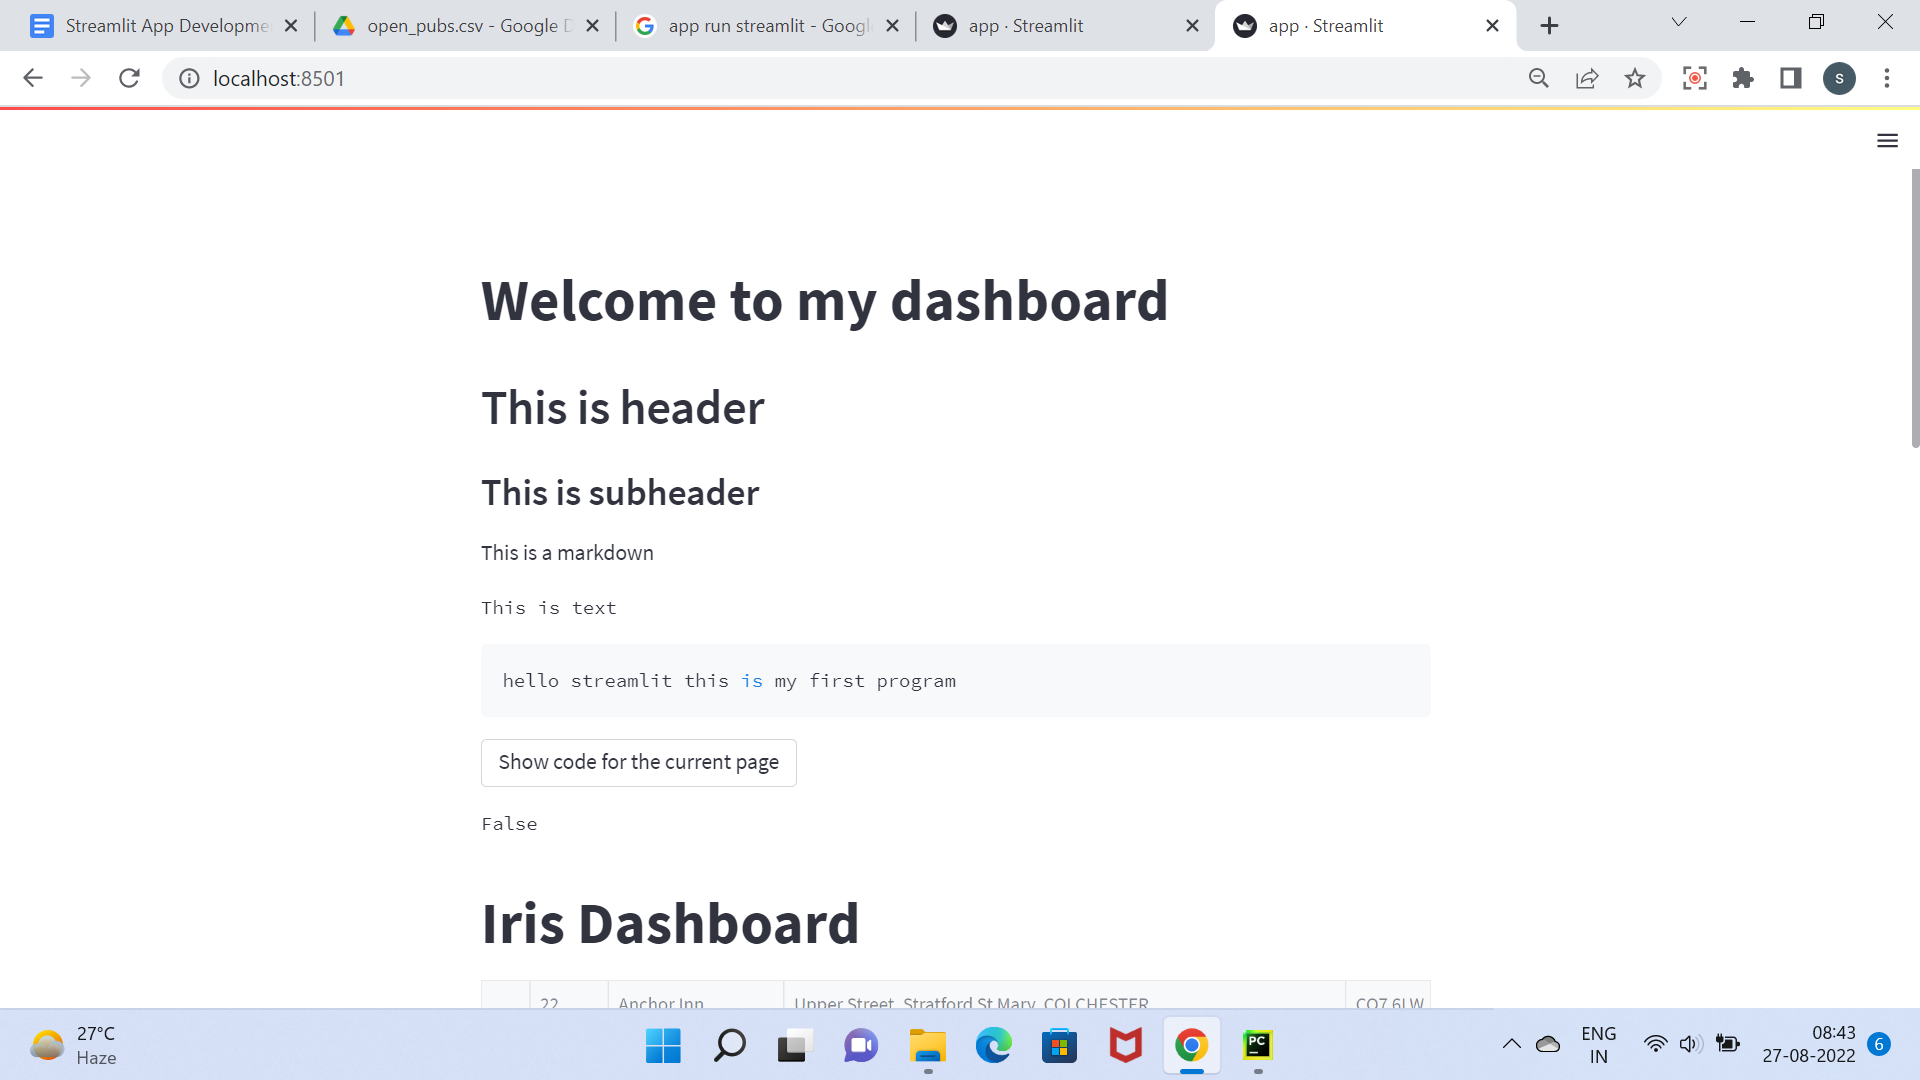 Streamlit App Developme
open_pubs.csv - Google D
app run streamlit - Google
app · Streamlit
app · Streamlit
localhost:8501
s
Welcome to my dashboard
This is header
This is subheader
This is a markdown
This is text
hello streamlit this is my first program
Show code for the current page
False
Iris Dashboard
22 Anchor Inn Upper Street, Stratford St Mary, COLCHESTER CO7 6LW
27°C
Haze
PC
ENG
IN
08:43
27-08-2022
6